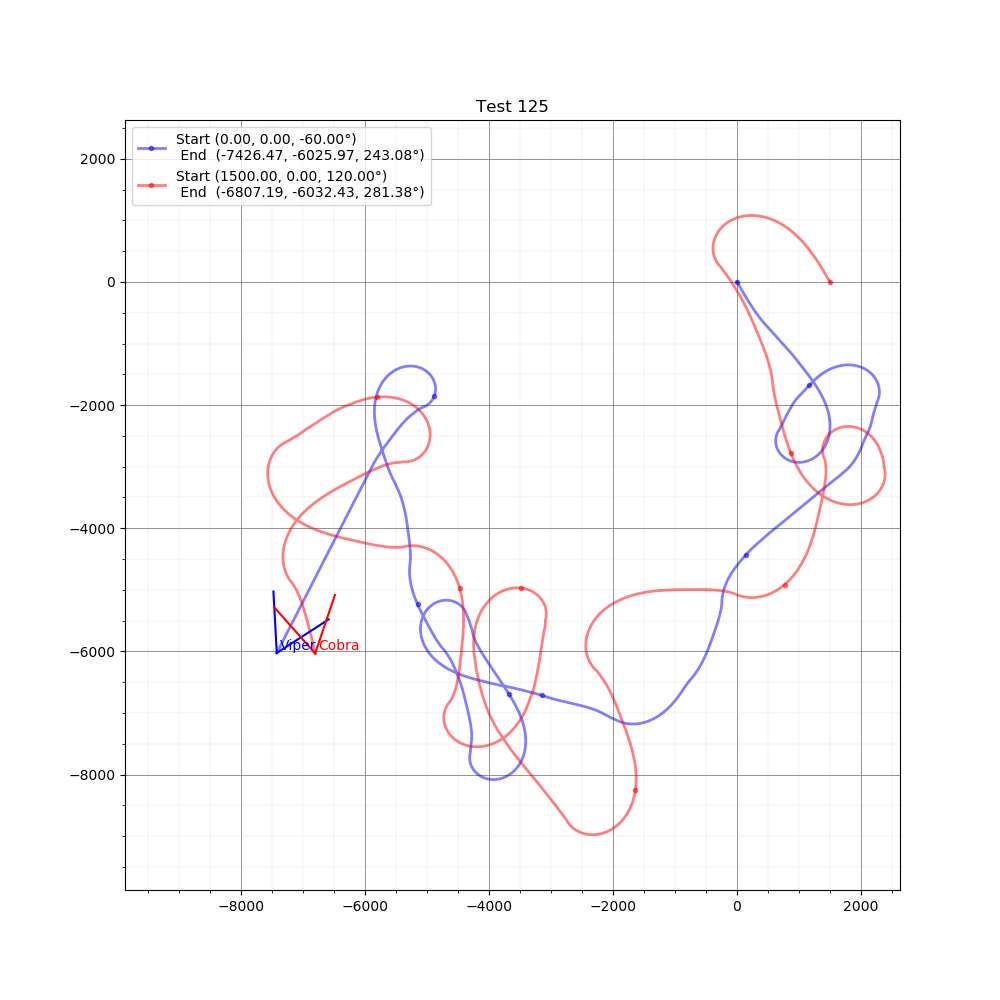 Test 125
Start (0.00, 0.00, -60.00°)
End (-7426.47, -6025.97, 243.08°)
Start (1500.00, 0.00, 120.00°)
End (-6807.19, -6032.43, 281.38°)
2000
0
−2000
−4000
−6000
−8000
Viper Cobra
−8000 −6000 −4000 −2000 0 2000